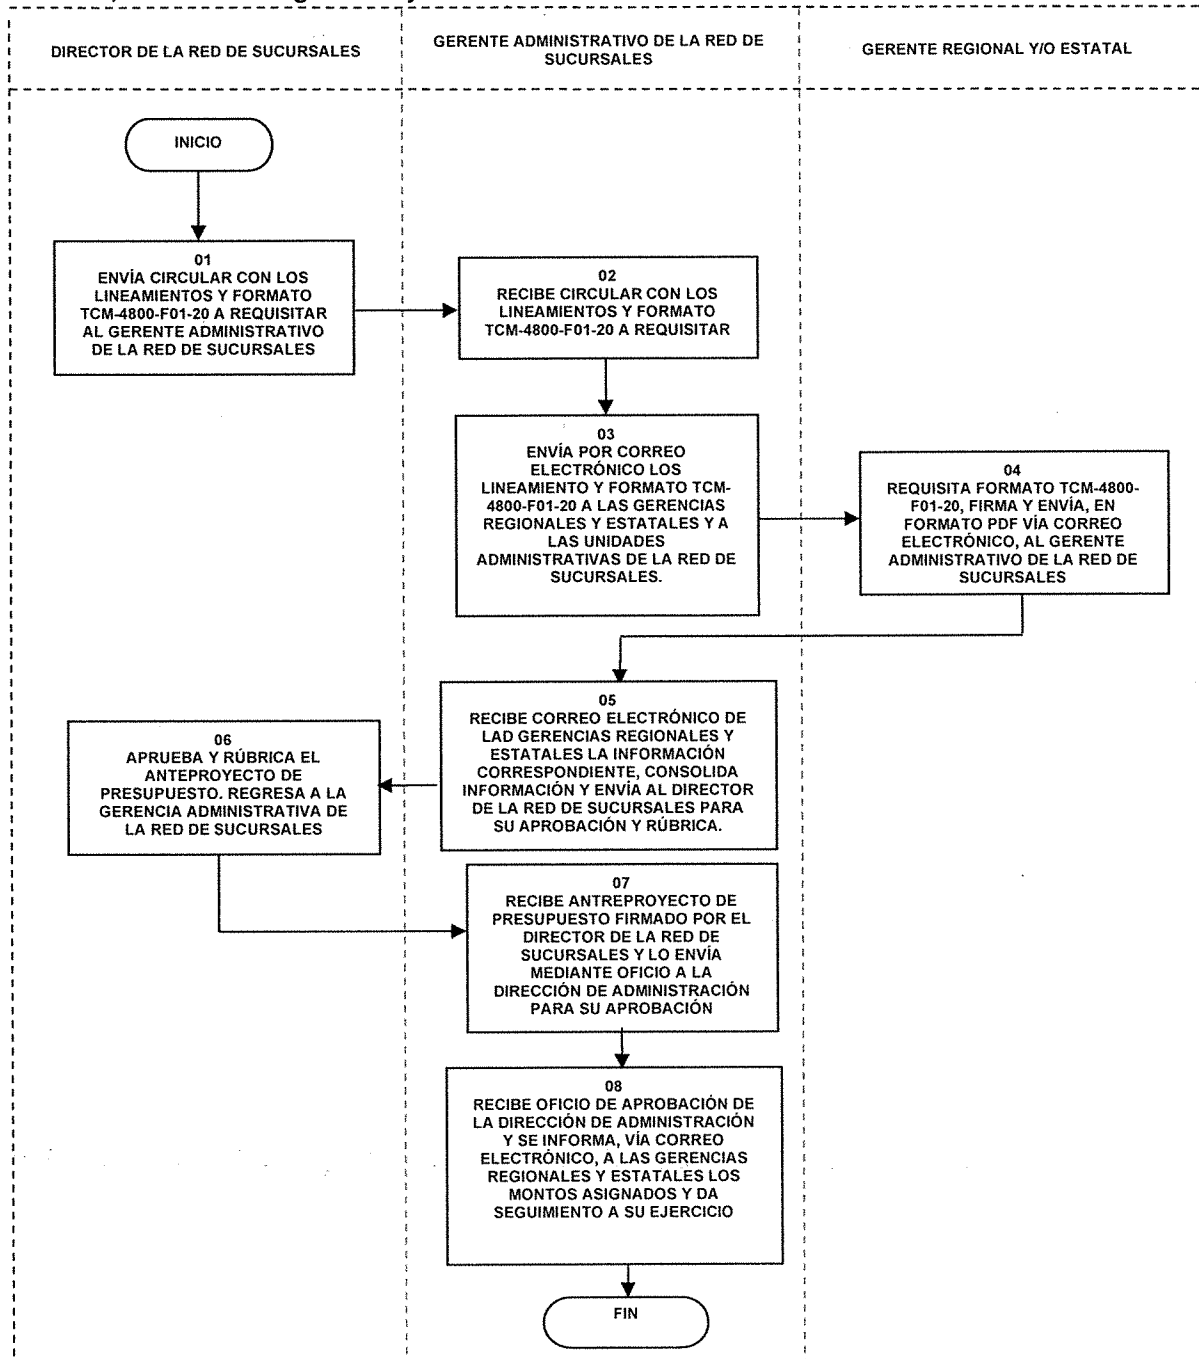 DIRECTOR DE LA RED DE SUCURSALES
GERENTE ADMINISTRATIVO DE LA RED DE
SUCURSALES
GERENTE REGIONAL Y/O ESTATAL
INICIO
01
ENVÍA CIRCULAR CON LOS
LINEAMIENTOS Y FORMATO
TCM-4800-F01-20 A REQUISITAR
AL GERENTE ADMINISTRATIVO
DE LA RED DE SUCURSALES
02
RECIBE CIRCULAR CON LOS
LINEAMIENTOS Y FORMATO
TCM-4800-F01-20 A REQUISITAR
03
ENVÍA POR CORREO
ELECTRÓNICO LOS
LINEAMIENTO Y FORMATO TCM-
4800-F01-20 A LAS GERENCIAS
REGIONALES Y ESTATALES Y A
LAS UNIDADES
ADMINISTRATIVAS DE LA RED DE
SUCURSALES.
04
REQUISITA FORMATO TCM-4800-
F01-20, FIRMA Y ENVÍA, EN
FORMATO PDF VÍA CORREO
ELECTRÓNICO, AL GERENTE
ADMINISTRATIVO DE LA RED DE
SUCURSALES
05
RECIBE CORREO ELECTRÓNICO DE
LAD GERENCIAS REGIONALES Y
ESTATALES LA INFORMACIÓN
CORRESPONDIENTE, CONSOLIDA
INFORMACIÓN Y ENVÍA AL DIRECTOR
DE LA RED DE SUCURSALES PARA
SU APROBACIÓN Y RÚBRICA.
06
APRUEBA Y RÚBRICA EL
ANTEPROYECTO DE
PRESUPUESTO. REGRESA A LA
GERENCIA ADMINISTRATIVA DE
LA RED DE SUCURSALES
07
RECIBE ANTREPROYECTO DE
PRESUPUESTO FIRMADO POR EL
DIRECTOR DE LA RED DE
SUCURSALES Y LO ENVÍA
MEDIANTE OFICIO A LA
DIRECCIÓN DE ADMINISTRACIÓN
PARA SU APROBACIÓN
08
RECIBE OFICIO DE APROBACIÓN DE
LA DIRECCIÓN DE ADMINISTRACIÓN
Y SE INFORMA, VÍA CORREO
ELECTRÓNICO, A LAS GERENCIAS
REGIONALES Y ESTATALES LOS
MONTOS ASIGNADOS Y DA
SEGUIMIENTO A SU EJERCICIO
FIN